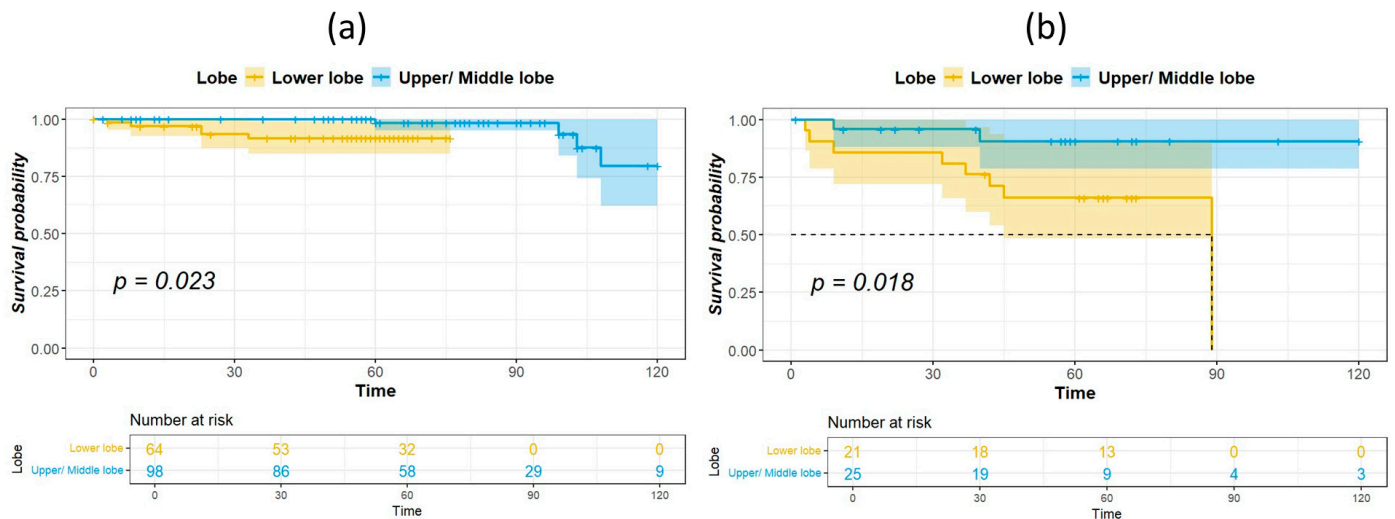 (a)
Lobe Lower lobe Upper/ Middle lobe
Survival probability
1.00
0.75
0.50
0.25
0.00
p = 0.023
0 30 60 90 120
Time
Number at risk
Lobe
Lower lobe 64 53 32 0 0
Upper/ Middle lobe 98 86 58 29 9
0 30 60 90 120
Time
(b)
Lobe Lower lobe Upper/ Middle lobe
Survival probability
1.00
0.75
0.50
0.25
0.00
p = 0.018
0 30 60 90 120
Time
Number at risk
Lobe
Lower lobe 21 18 13 0 0
Upper/ Middle lobe 25 19 9 4 3
0 30 60 90 120
Time